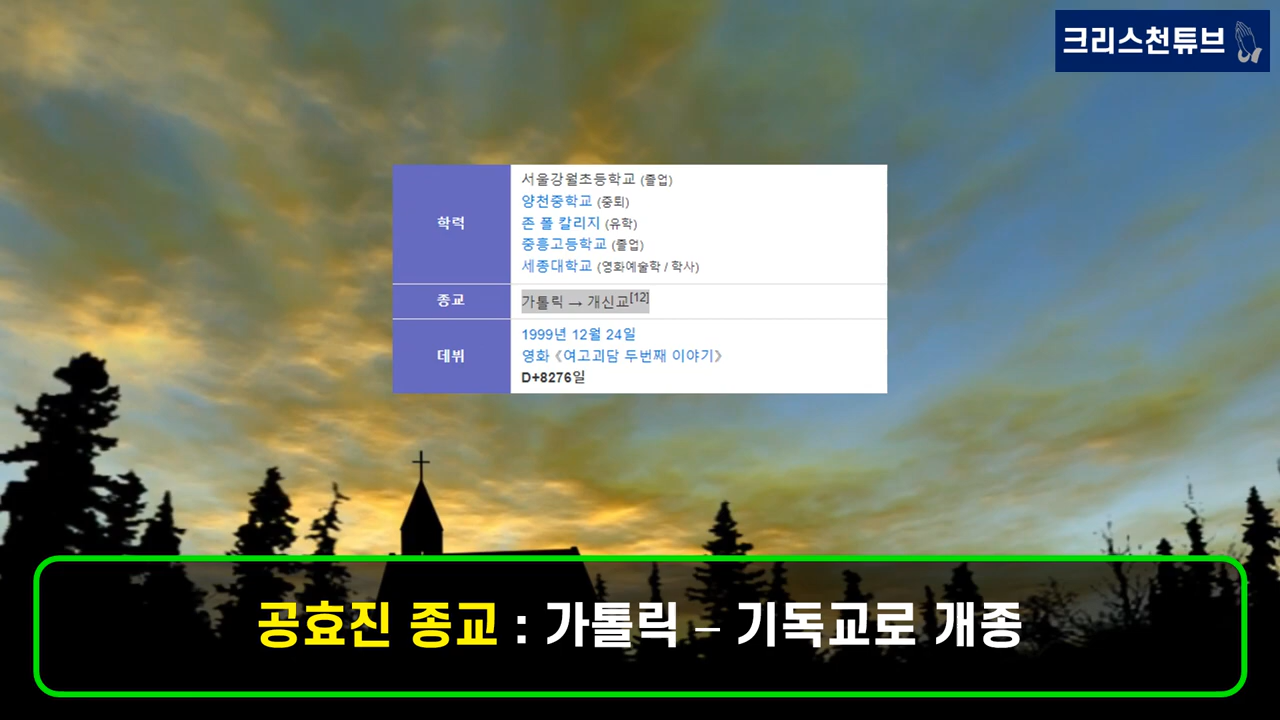 크리스천튜브
학력
서울강월초등학교 (졸업)
양천중학교 (중퇴)
존 폴 칼리지 (유학)
중흥고등학교 (졸업)
세종대학교 (영화예술학 / 학사)
종교
가톨릭 → 개신교[12]
데뷔
1999년 12월 24일
영화 《여고괴담 두번째 이야기》
D+8276일
공효진 종교 : 가톨릭 – 기독교로 개종